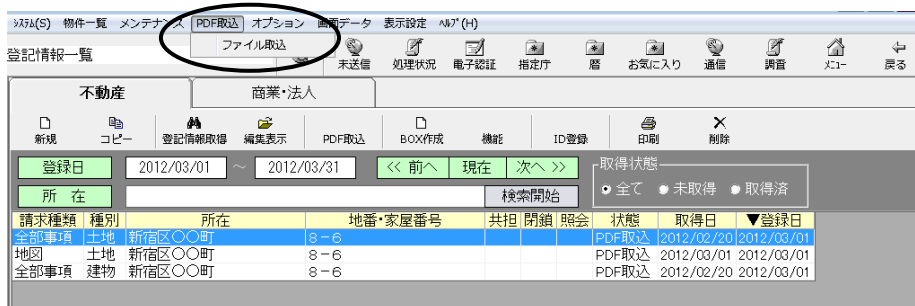 ｼｽﾃﾑ(S) 物件一覧 メンテナンス PDF取込 オプション 画面データ 表示設定 ﾍﾙﾌﾟ(H)
ファイル取込
登記情報一覧
未送信 処理状況 電子認証 指定庁 暦 お気に入り 通信 調査 ﾒﾆｭｰ 戻る
不動産 商業・法人
新規 コピー 登記情報取得 編集表示 PDF取込 BOX作成 機能 ID登録 印刷 削除
登録日 2012/03/01 ～ 2012/03/31 << 前へ 現在 次へ >> 取得状態
所 在 検索開始 全て 未取得 取得済
請求種類 種別 所在 地番・家屋番号 共担 閉鎖 照会 状態 取得日 ▼登録日
全部事項 土地 新宿区〇〇町 8－6 PDF取込 2012/02/20 2012/03/01
地図 土地 新宿区〇〇町 8－6 PDF取込 2012/03/01 2012/03/01
全部事項 建物 新宿区〇〇町 8－6 PDF取込 2012/02/20 2012/03/01